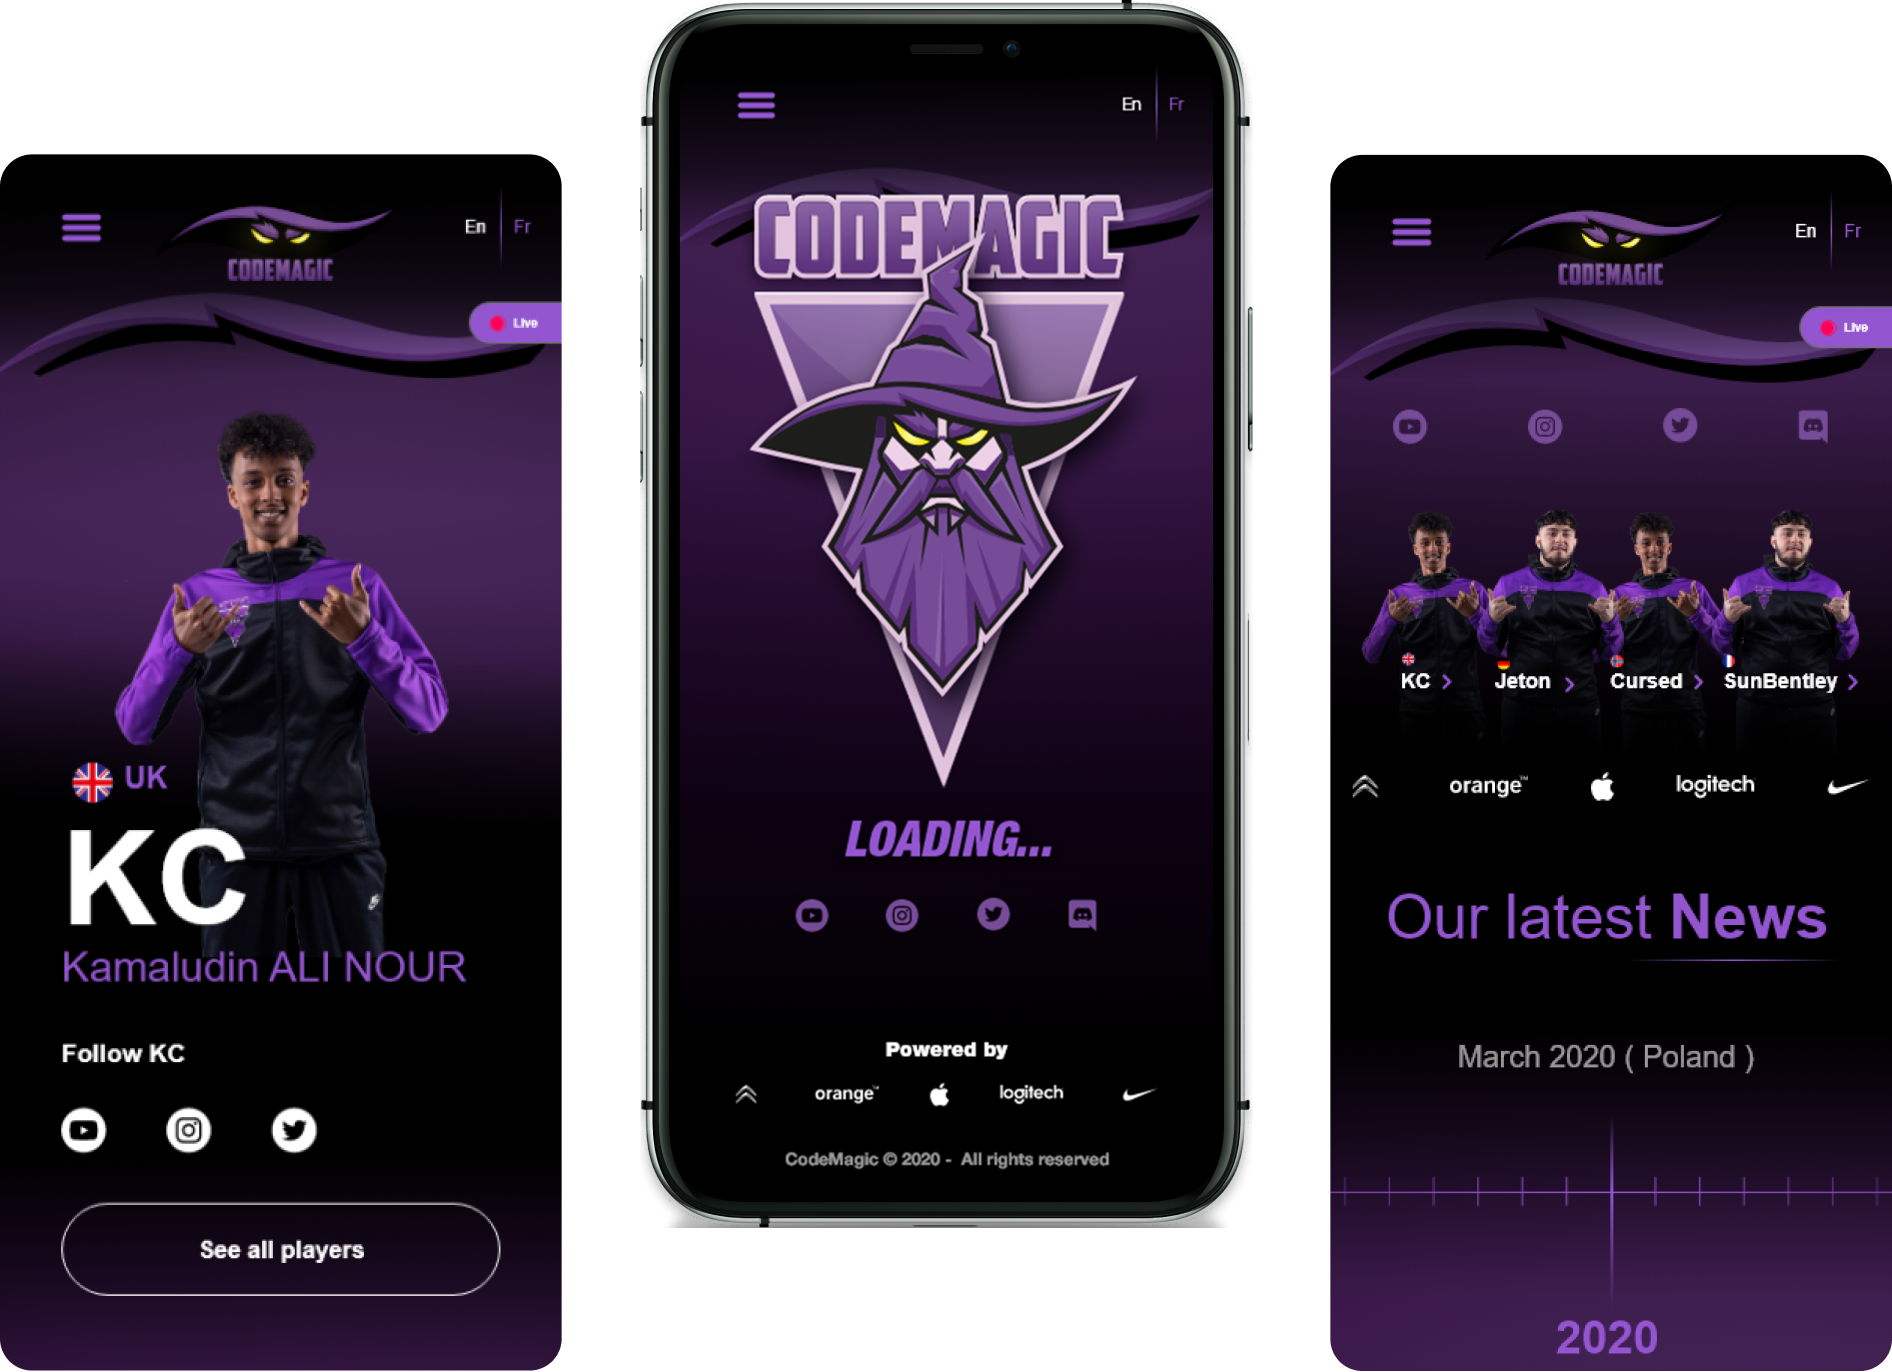 En Fr
CODEMAGIC
Live
UK
KC
Kamaludin ALI NOUR
Follow KC
See all players
En Fr
CODEMAGIC
LOADING...
Powered by
orange™ logitech
CodeMagic © 2020 - All rights reserved
En Fr
CODEMAGIC
Live
KC Jeton Cursed SunBentley
orange™ logitech
Our latest News
March 2020 ( Poland )
2020